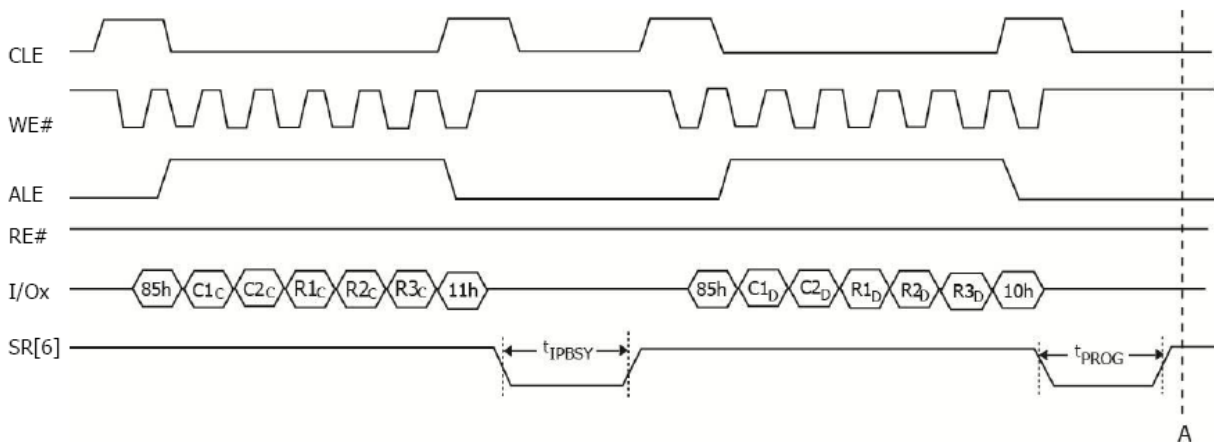 CLE
WE#
ALE
RE#
I/Ox 85h C1C C2C R1C R2C R3C 11h 85h C1D C2D R1D R2D R3D 10h
SR[6] tIPBSY tPROG
A